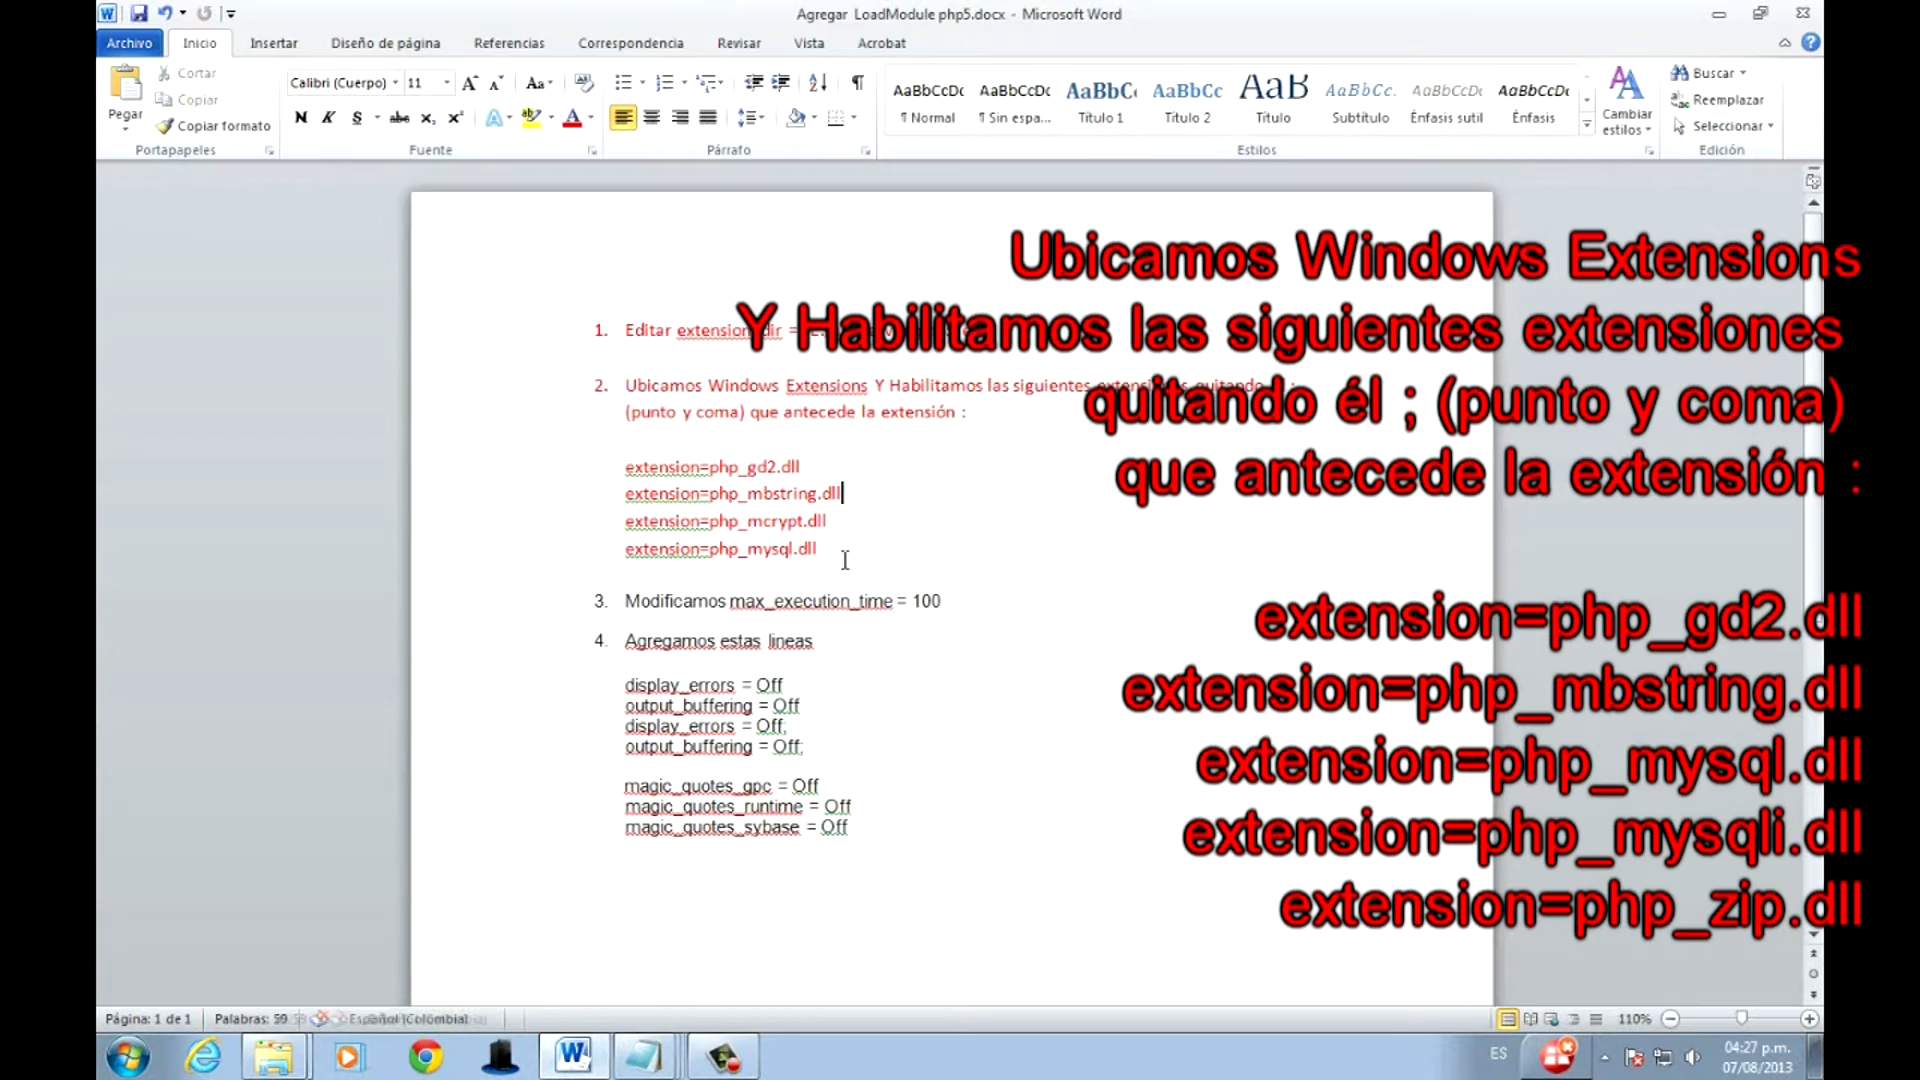 Agregar LoadModule php5.docx - Microsoft Word
Archivo Inicio Insertar Diseño de página Referencias Correspondencia Revisar Vista Acrobat
Cortar
Copiar
Copiar formato
Pegar
Portapapeles
Calibri (Cuerpo) 11
Fuente
Párrafo
AaBbCcDc AaBbCcDc AaBbC AaBbCc AaB AaBbCc. AaBbCcDc AaBbCcDc
¶ Normal ¶ Sin espa... Título 1 Título 2 Título Subtítulo Énfasis sutil Énfasis
Cambiar estilos
Estilos
Buscar
Reemplazar
Seleccionar
Edición
Ubicamos Windows Extensions
Y Habilitamos las siguientes extensiones
quitando él ; (punto y coma)
que antecede la extensión :
extension=php_gd2.dll
extension=php_mbstring.dll
extension=php_mysql.dll
extension=php_mysqli.dll
extension=php_zip.dll
1. Editar extension_dir =
2. Ubicamos Windows Extensions Y Habilitamos las siguientes extensiones quitando
(punto y coma) que antecede la extensión :
extension=php_gd2.dll
extension=php_mbstring.dll
extension=php_mcrypt.dll
extension=php_mysql.dll
3. Modificamos max_execution_time = 100
4. Agregamos estas lineas
display_errors = Off
output_buffering = Off
display_errors = Off;
output_buffering = Off;
magic_quotes_gpc = Off
magic_quotes_runtime = Off
magic_quotes_sybase = Off
Página: 1 de 1 Palabras: 59 Español (Colombia) 110%
ES 04:27 p.m.
07/08/2013